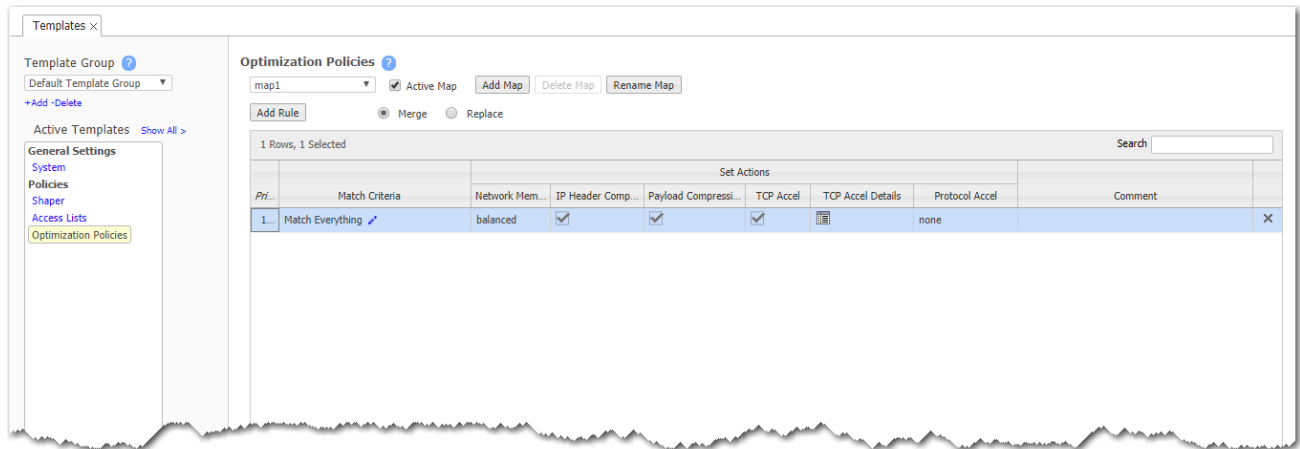 Templates ×
Template Group ?
Default Template Group
+Add -Delete
Active Templates Show All >
General Settings
System
Policies
Shaper
Access Lists
Optimization Policies
Optimization Policies ?
map1 Active Map Add Map Delete Map Rename Map
Add Rule Merge Replace
1 Rows, 1 Selected Search
Set Actions
Pri... Match Criteria Network Mem... IP Header Comp... Payload Compressi... TCP Accel TCP Accel Details Protocol Accel Comment
1... Match Everything balanced none ×